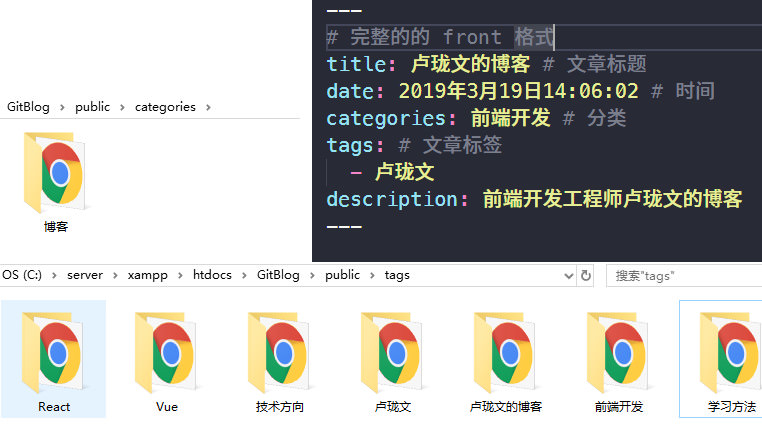 GitBlog > public > categories >
博客
---
# 完整的的 front 格式
title: 卢珑文的博客 # 文章标题
date: 2019年3月19日14:06:02 # 时间
categories: 前端开发 # 分类
tags: # 文章标签
- 卢珑文
description: 前端开发工程师卢珑文的博客
---
OS (C:) > server > xampp > htdocs > GitBlog > public > tags
搜索"tags"
React
Vue
技术方向
卢珑文
卢珑文的博客
前端开发
学习方法